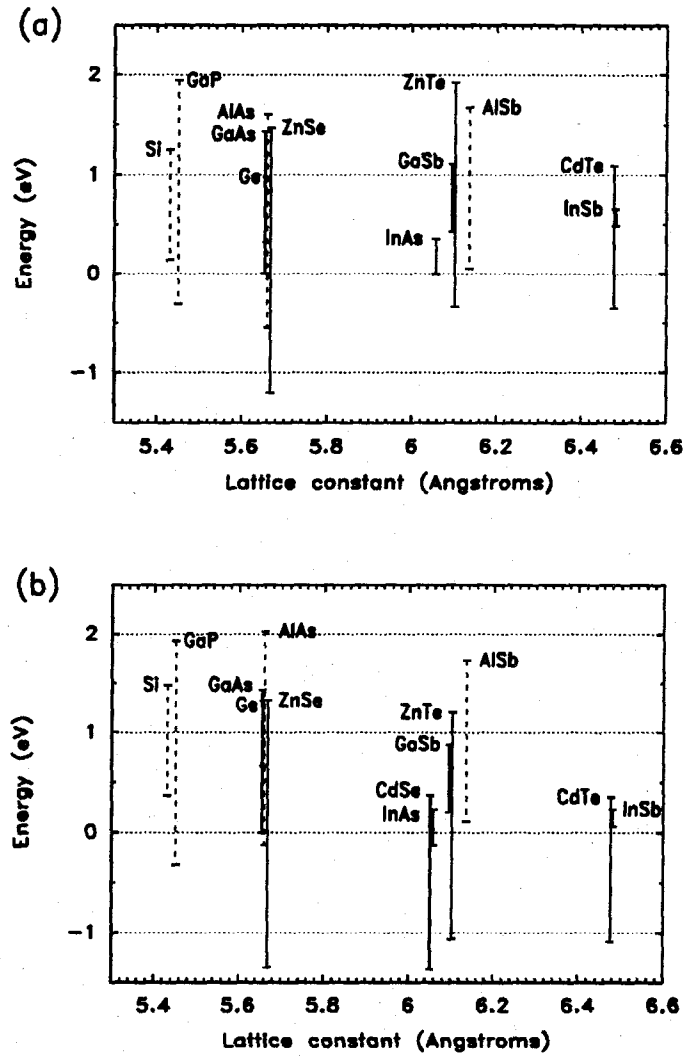 (a)
GaP
ZnTe
AlAs
ZnSe
AlSb
GaAs
Si
Ge
GaSb
CdTe
InSb
InAs
2
1
0
-1
Energy (eV)
5.4 5.6 5.8 6 6.2 6.4 6.6
Lattice constant (Angstroms)
(b)
GaP
AlAs
AlSb
Si
GaAs
Ge
ZnSe
ZnTe
GaSb
CdSe
InAs
CdTe
InSb
2
1
0
-1
Energy (eV)
5.4 5.6 5.8 6 6.2 6.4 6.6
Lattice constant (Angstroms)